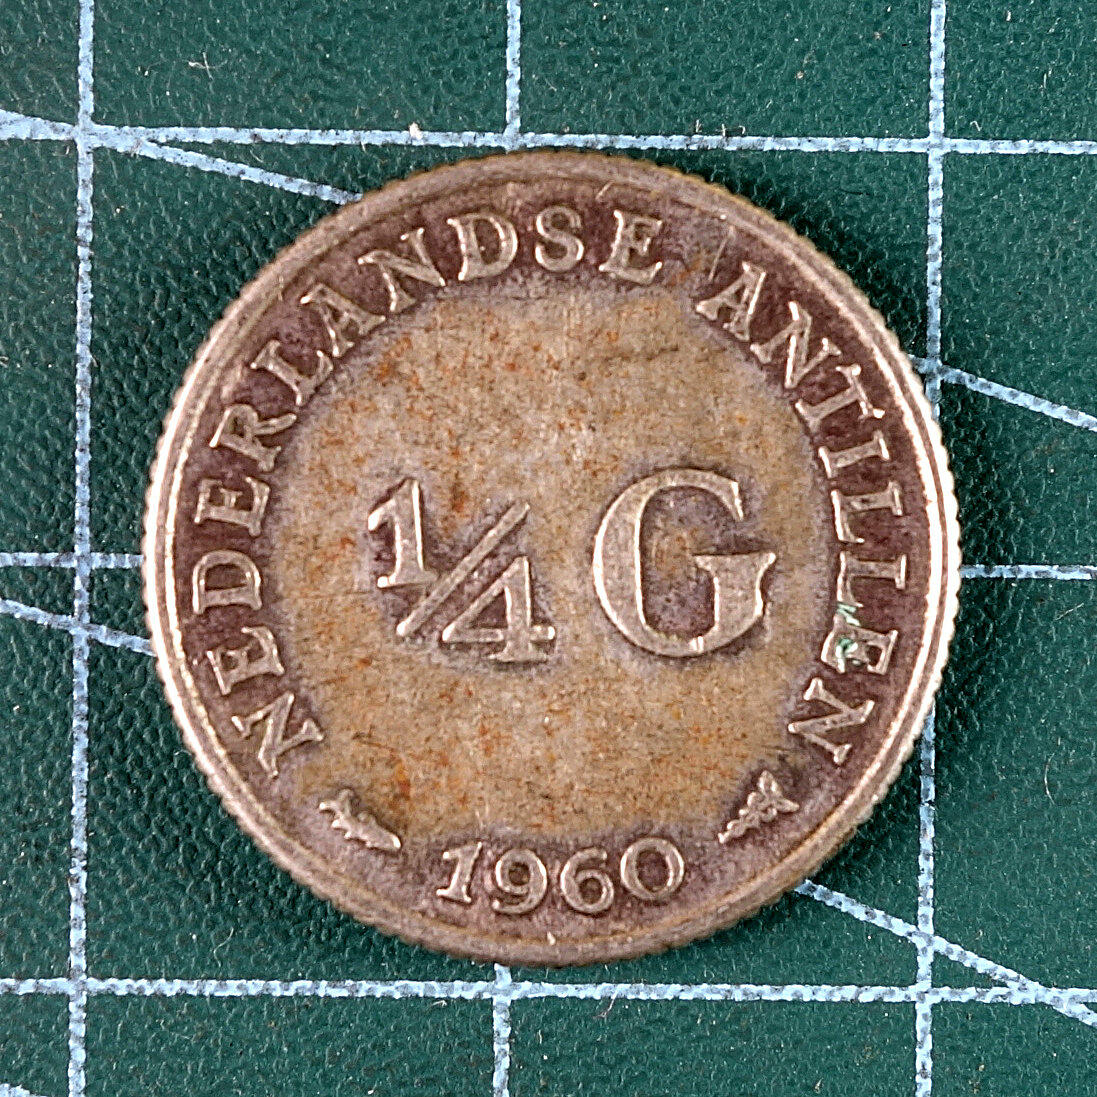 NEDERLANDSE ANTILLEN
¼ G
1960